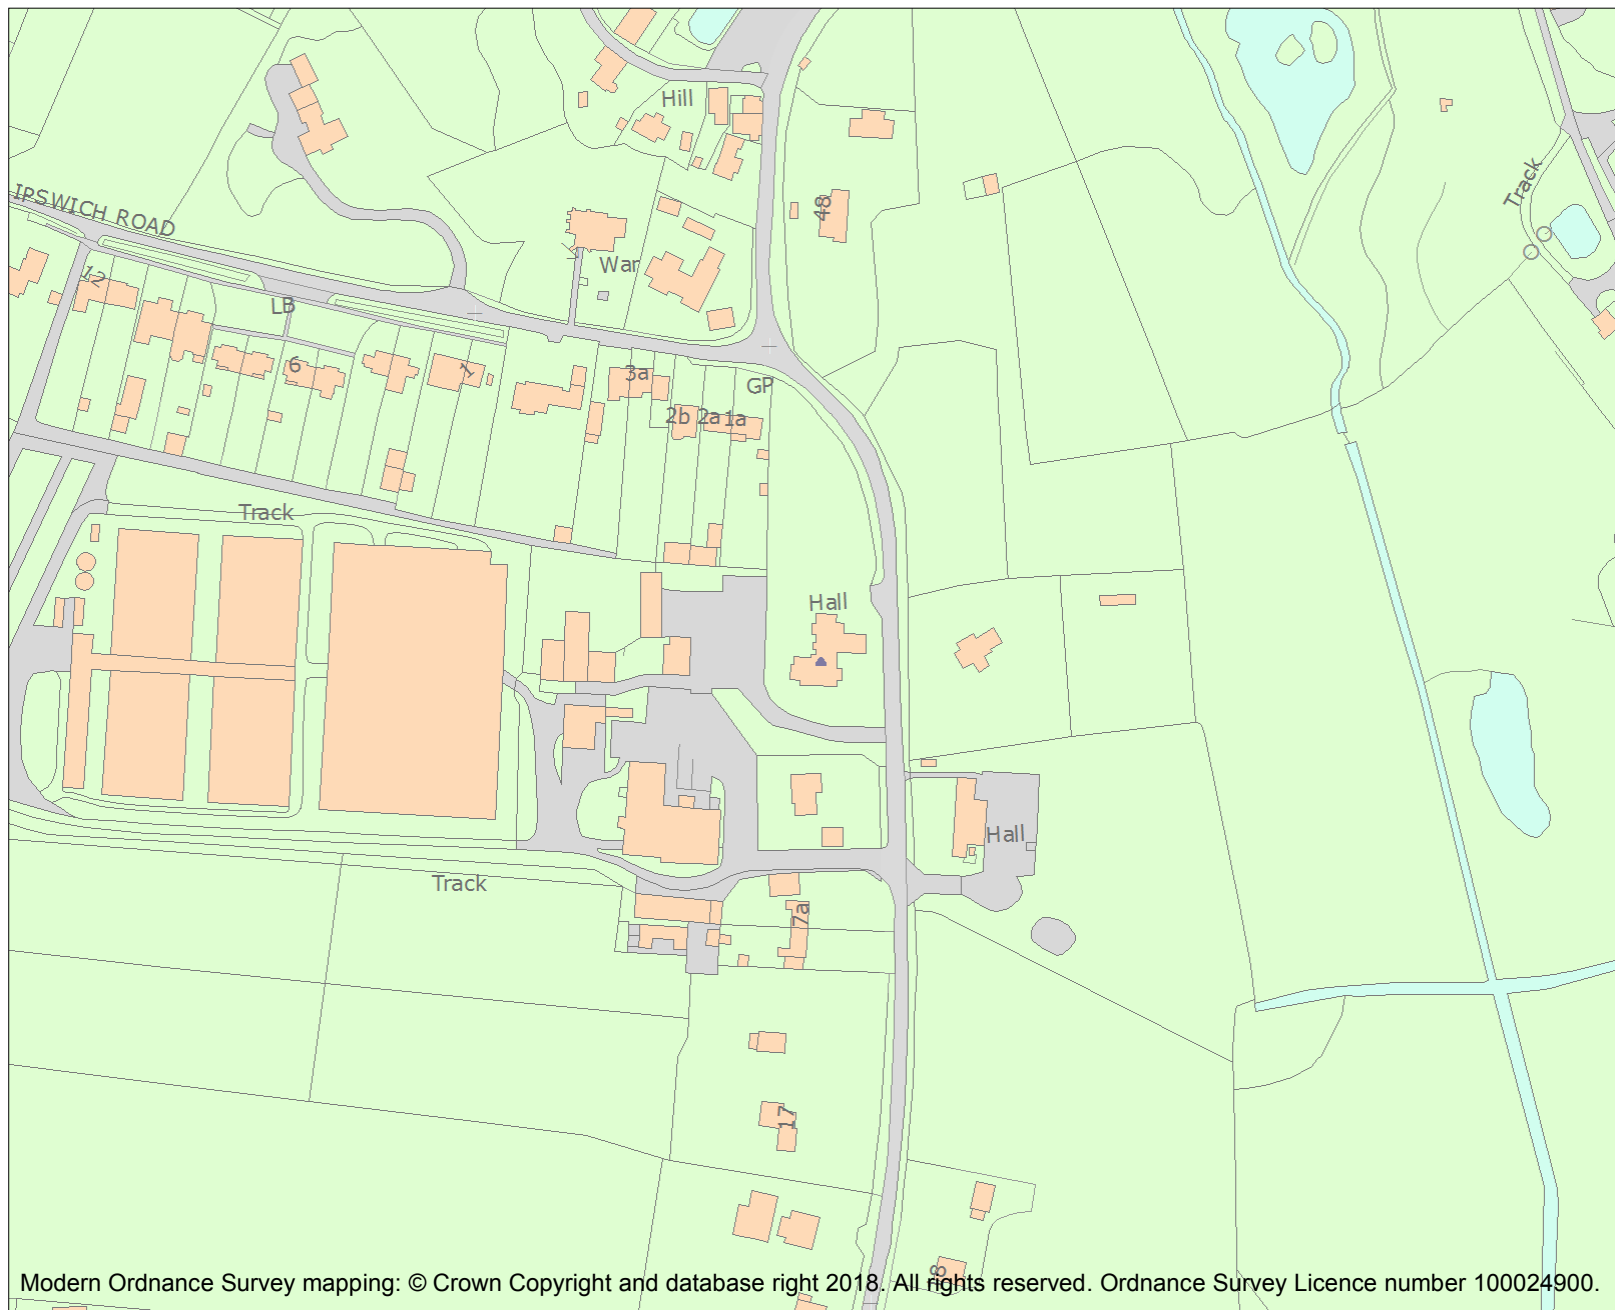 Hill
Track
IPSWICH ROAD
48
War
12
LB
6
1
3a
GP
2b 2a 1a
Track
Hall
Hall
Track
7a
17
18
Modern Ordnance Survey mapping: © Crown Copyright and database right 2018. All rights reserved. Ordnance Survey Licence number 100024900.